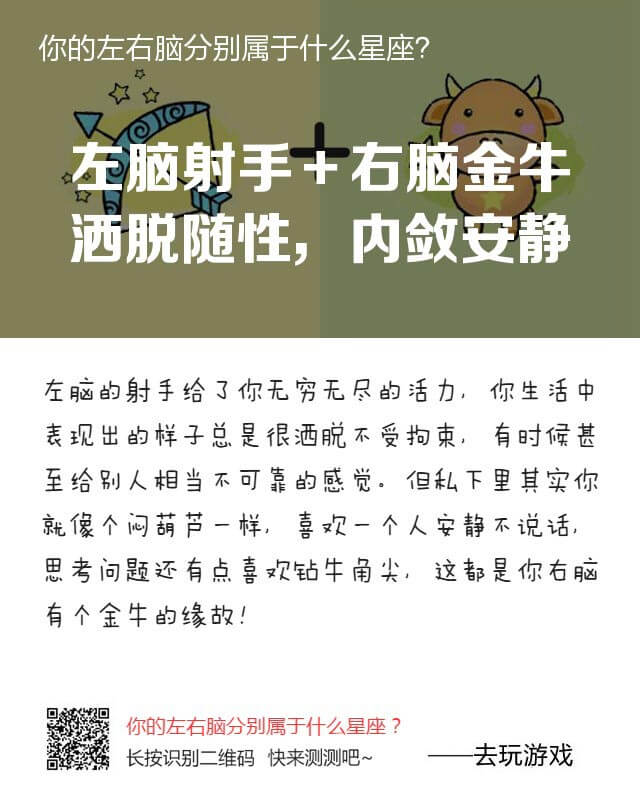 你的左右脑分别属于什么星座？
左脑射手＋右脑金牛
洒脱随性，内敛安静
左脑的射手给了你无穷无尽的活力，你生活中
表现出的样子总是很洒脱不受拘束，有时候甚
至给别人相当不可靠的感觉。但私下里其实你
就像个闷葫芦一样，喜欢一个人安静不说话，
思考问题还有点喜欢钻牛角尖，这都是你右脑
有个金牛的缘故！
你的左右脑分别属于什么星座？
长按识别二维码 快来测测吧~
——去玩游戏